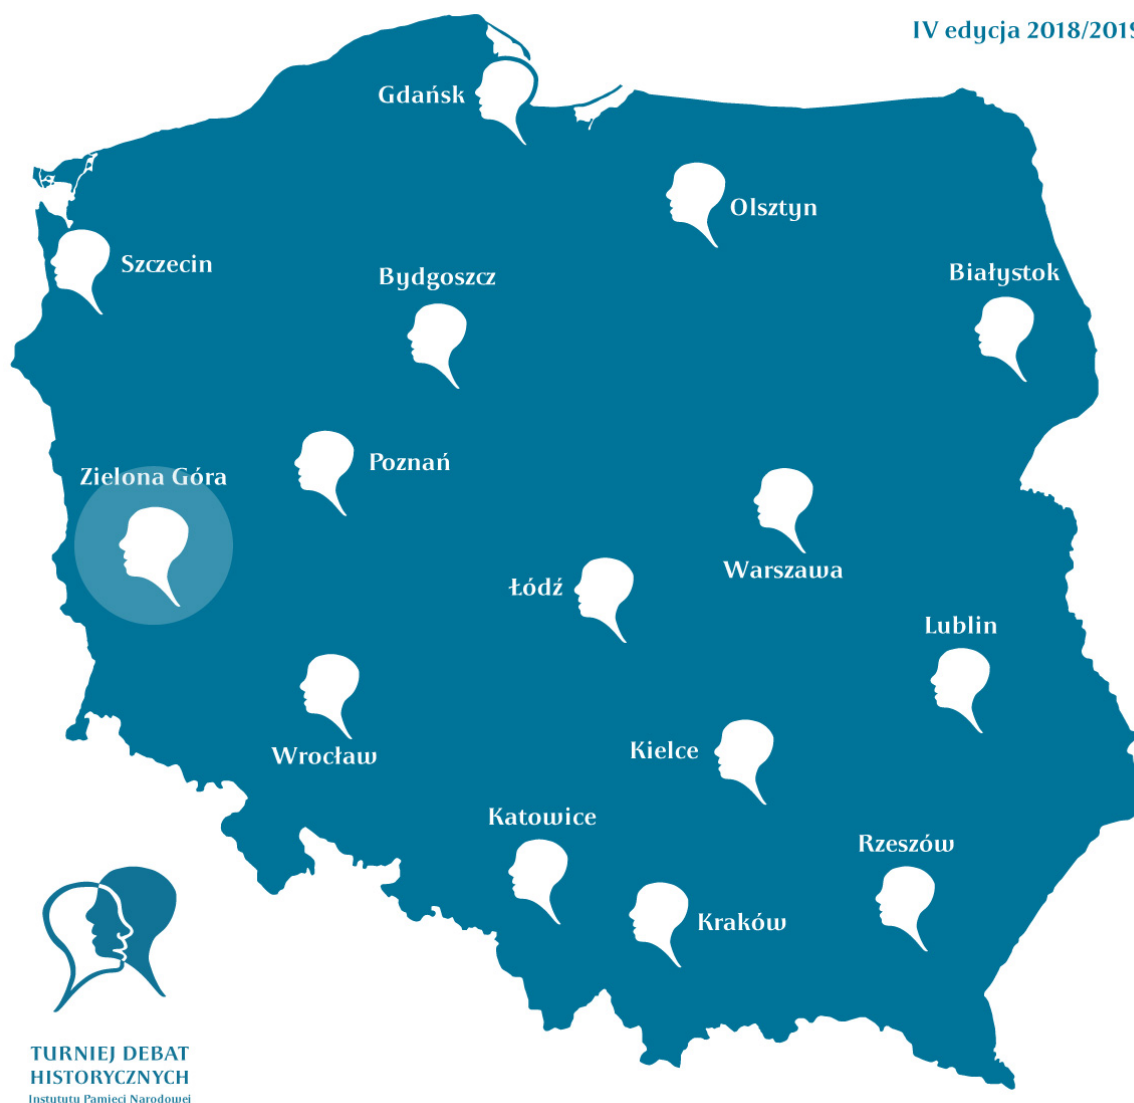 IV edycja 2018/2019
Gdańsk
Olsztyn
Szczecin
Bydgoszcz
Białystok
Zielona Góra
Poznań
Warszawa
Łódź
Lublin
Wrocław
Kielce
Katowice
Rzeszów
Kraków
TURNIEJ DEBAT
HISTORYCZNYCH
Instytutu Pamięci Narodowej